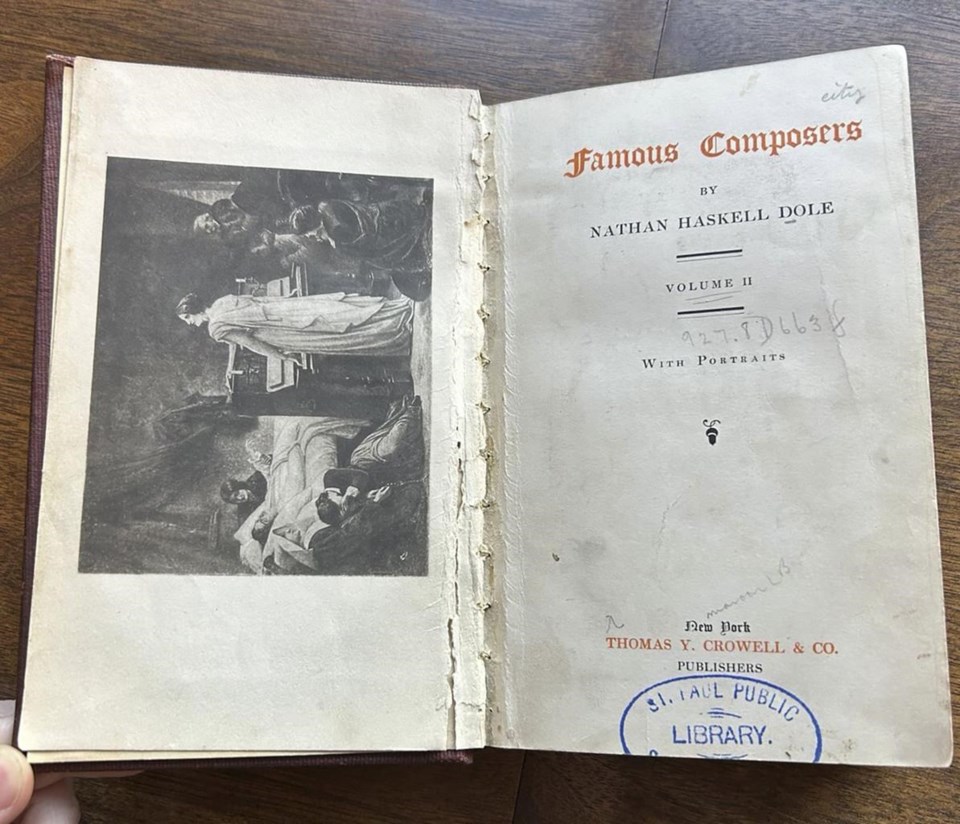 city
Famous Composers
BY
NATHAN HASKELL DOLE
VOLUME II
927.8 D663f
WITH PORTRAITS
New York
THOMAS Y. CROWELL & CO.
PUBLISHERS
ST. PAUL PUBLIC
LIBRARY.